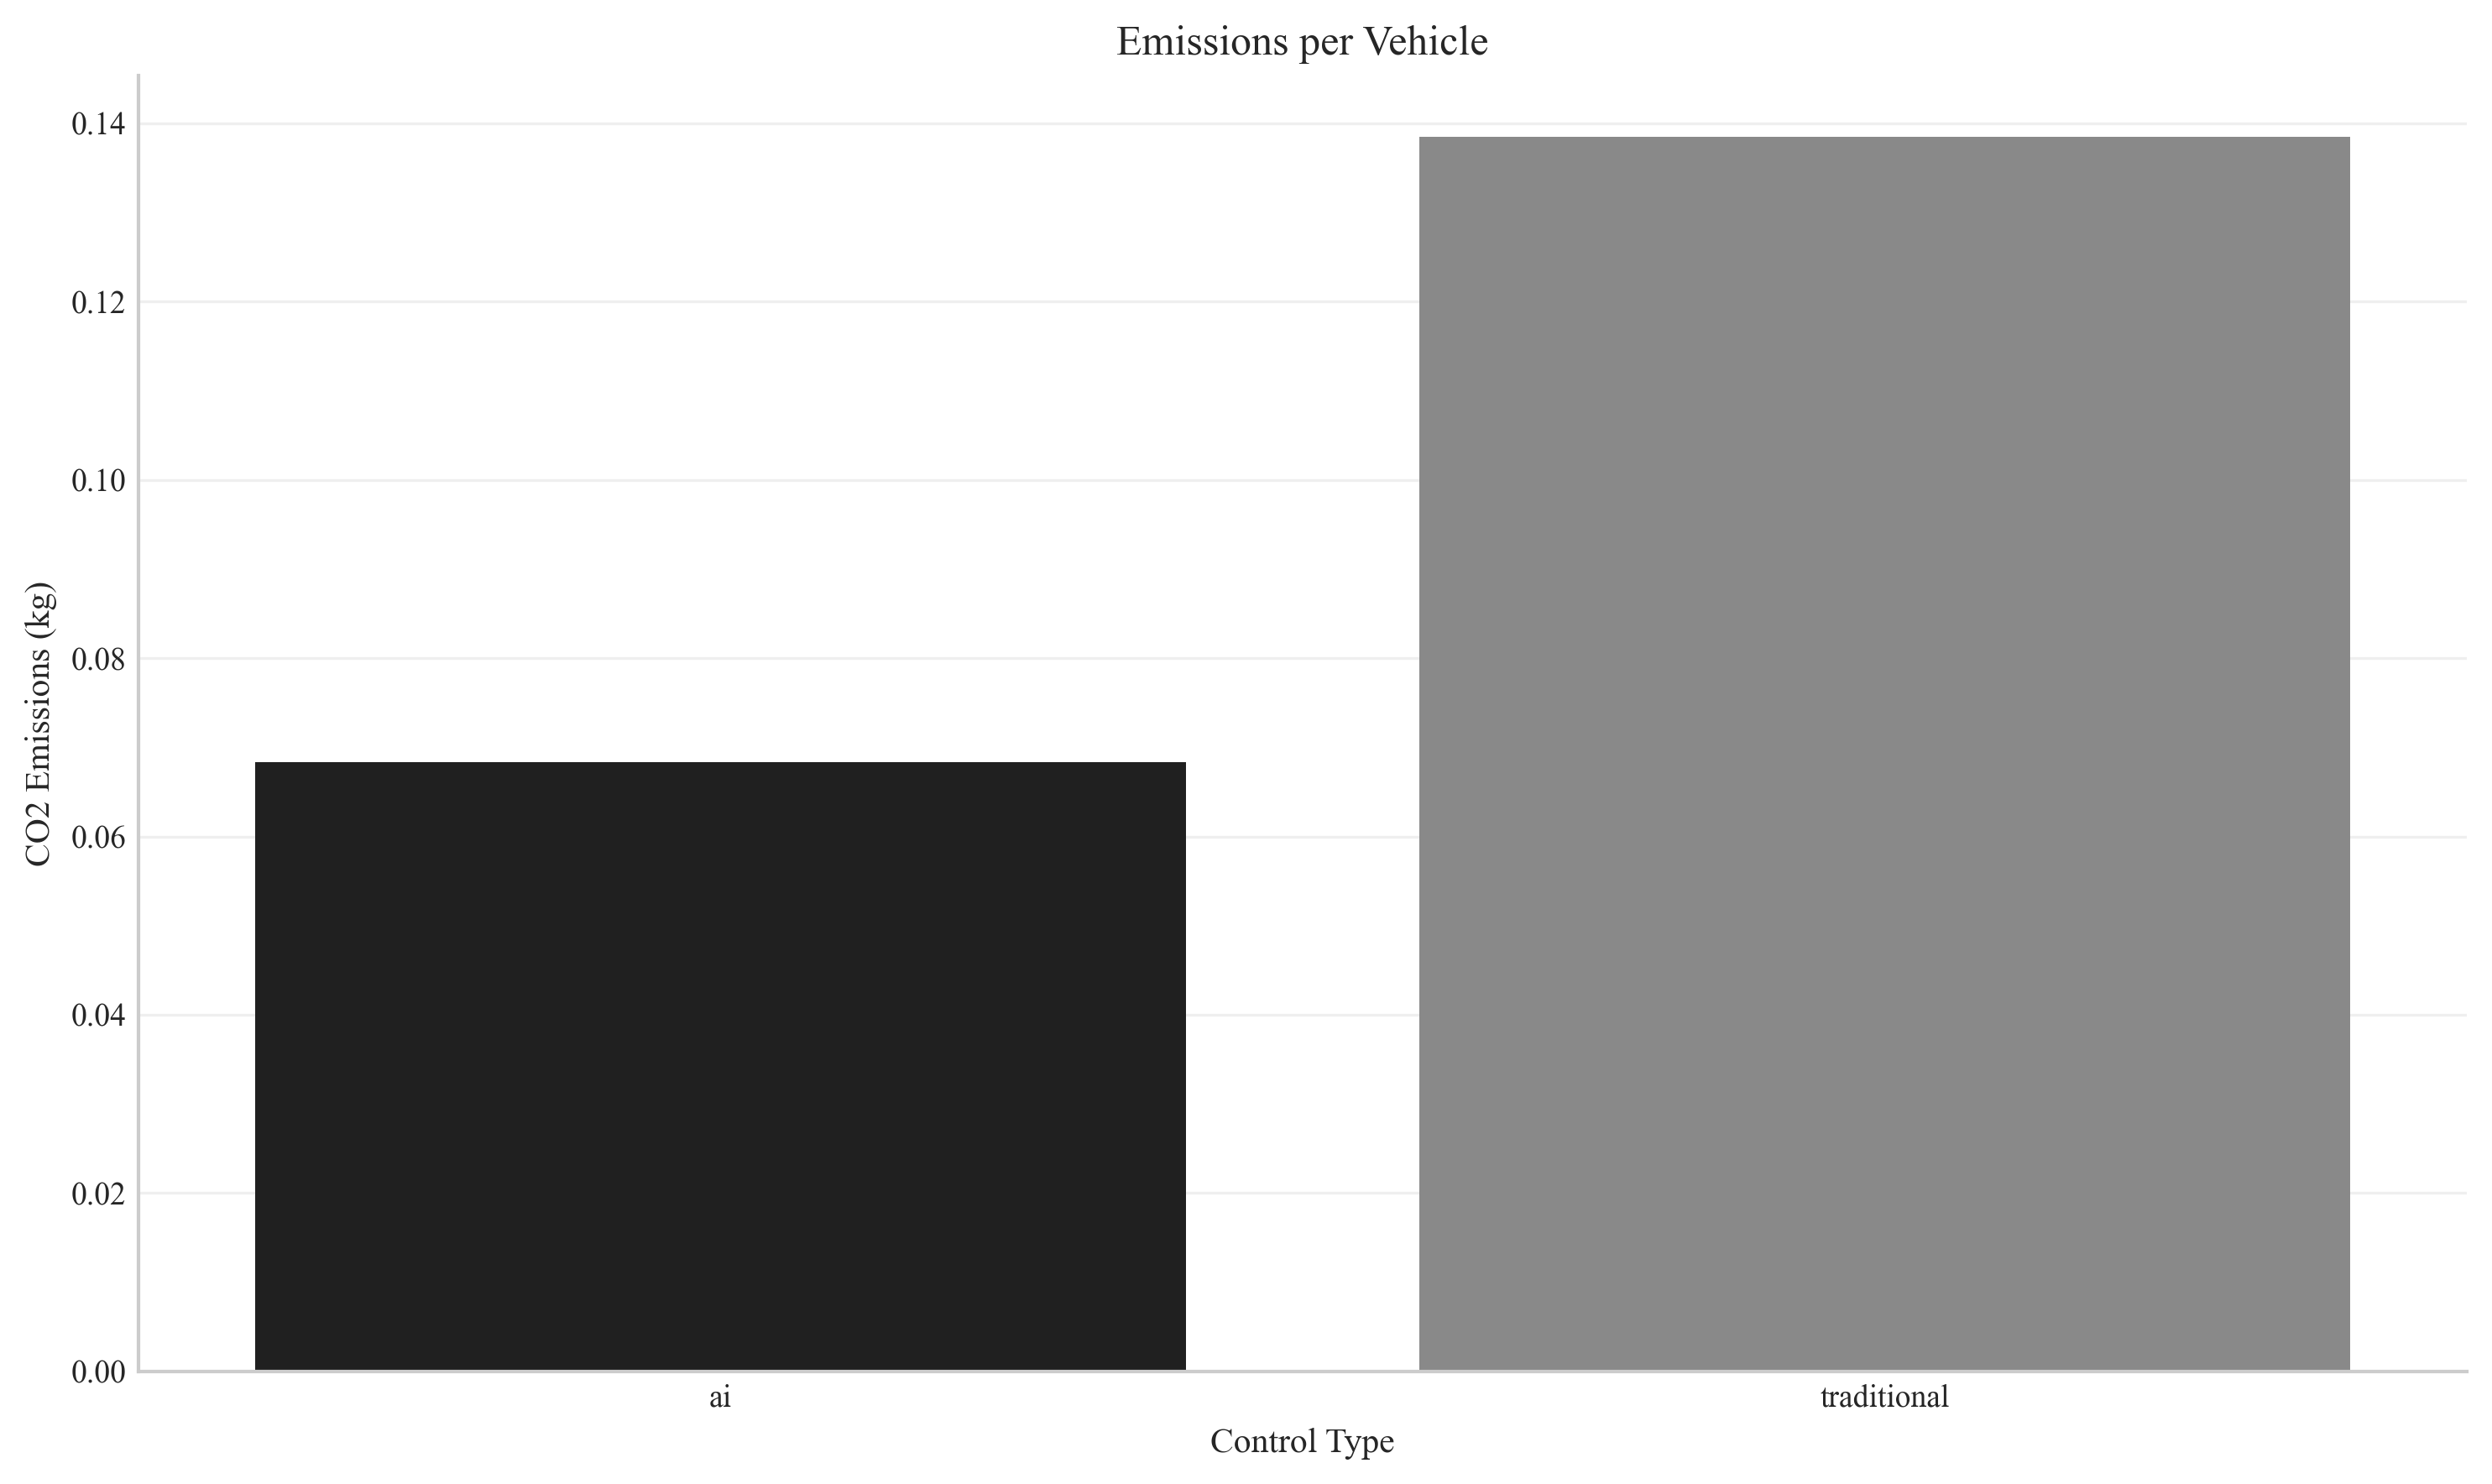 Emissions per Vehicle
CO2 Emissions (kg)
0.14
0.12
0.10
0.08
0.06
0.04
0.02
0.00
ai
traditional
Control Type